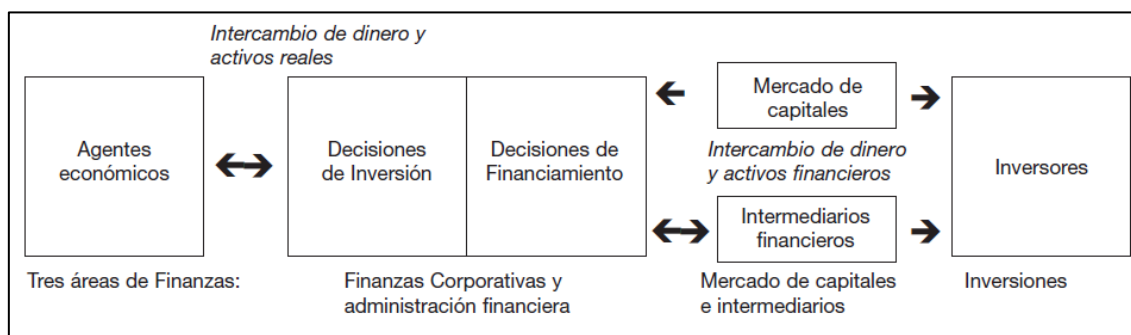 Intercambio de dinero y
activos reales
Agentes
económicos
Decisiones
de Inversión
Decisiones de
Financiamiento
Mercado de
capitales
Intercambio de dinero
y activos financieros
Intermediarios
financieros
Inversores
Tres áreas de Finanzas:
Finanzas Corporativas y
administración financiera
Mercado de capitales
e intermediarios
Inversiones